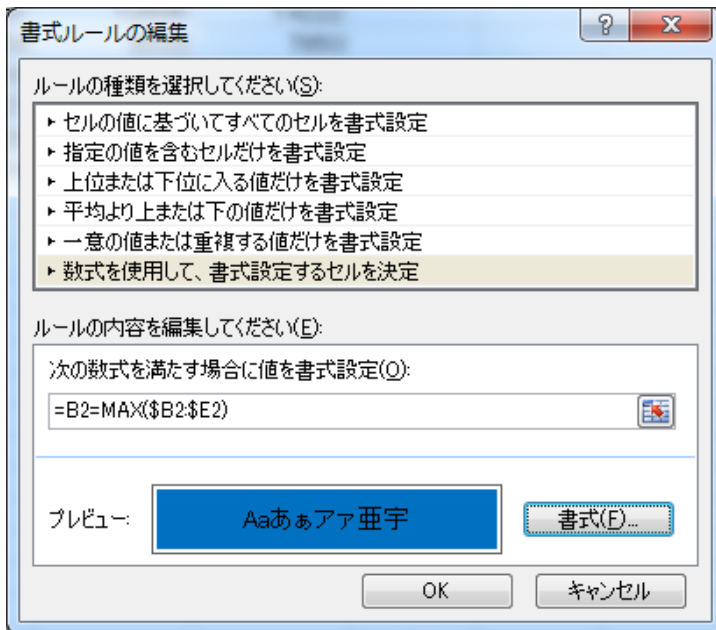 書式ルールの編集
ルールの種類を選択してください(S):
► セルの値に基づいてすべてのセルを書式設定
► 指定の値を含むセルだけを書式設定
► 上位または下位に入る値だけを書式設定
► 平均より上または下の値だけを書式設定
► 一意の値または重複する値だけを書式設定
► 数式を使用して、書式設定するセルを決定
ルールの内容を編集してください(E):
次の数式を満たす場合に値を書式設定(O):
=B2=MAX($B2:$E2)
プレビュー: Aaあぁアァ亜宇 書式(F)...
OK キャンセル